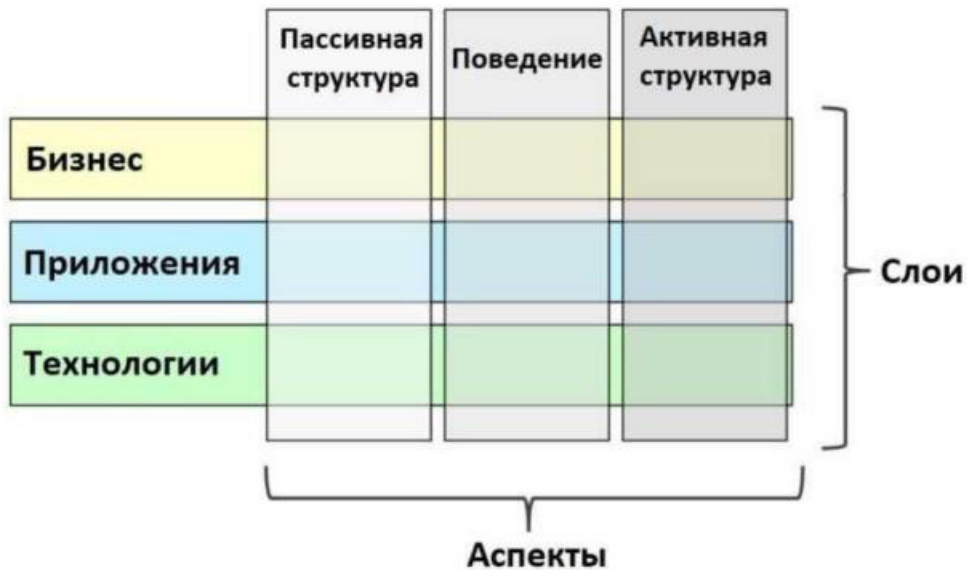 Пассивная
структура
Поведение
Активная
структура
Бизнес
Приложения
Технологии
Слои
Аспекты